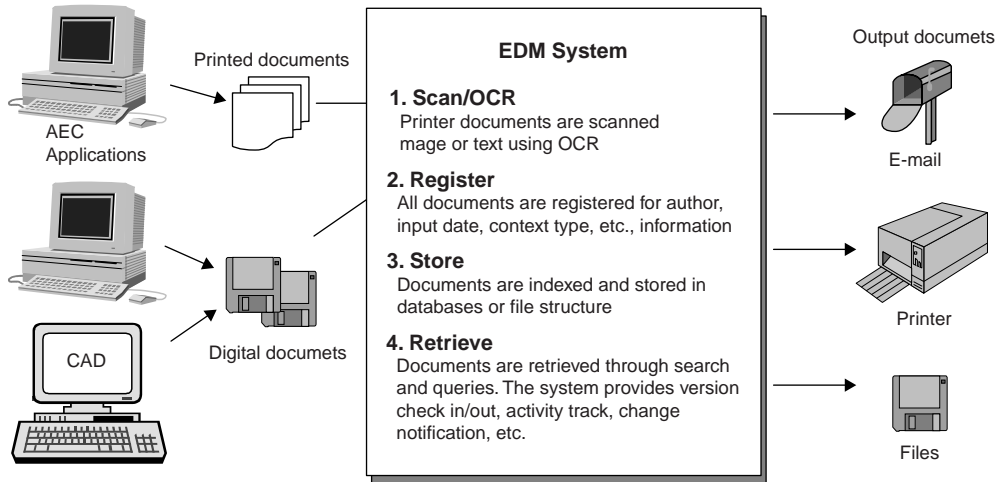 AEC
Applications
Printed documents
CAD
Digital documets
EDM System
1. Scan/OCR
Printer documents are scanned
mage or text using OCR
2. Register
All documents are registered for author,
input date, context type, etc., information
3. Store
Documents are indexed and stored in
databases or file structure
4. Retrieve
Documents are retrieved through search
and queries. The system provides version
check in/out, activity track, change
notification, etc.
Output documets
E-mail
Printer
Files